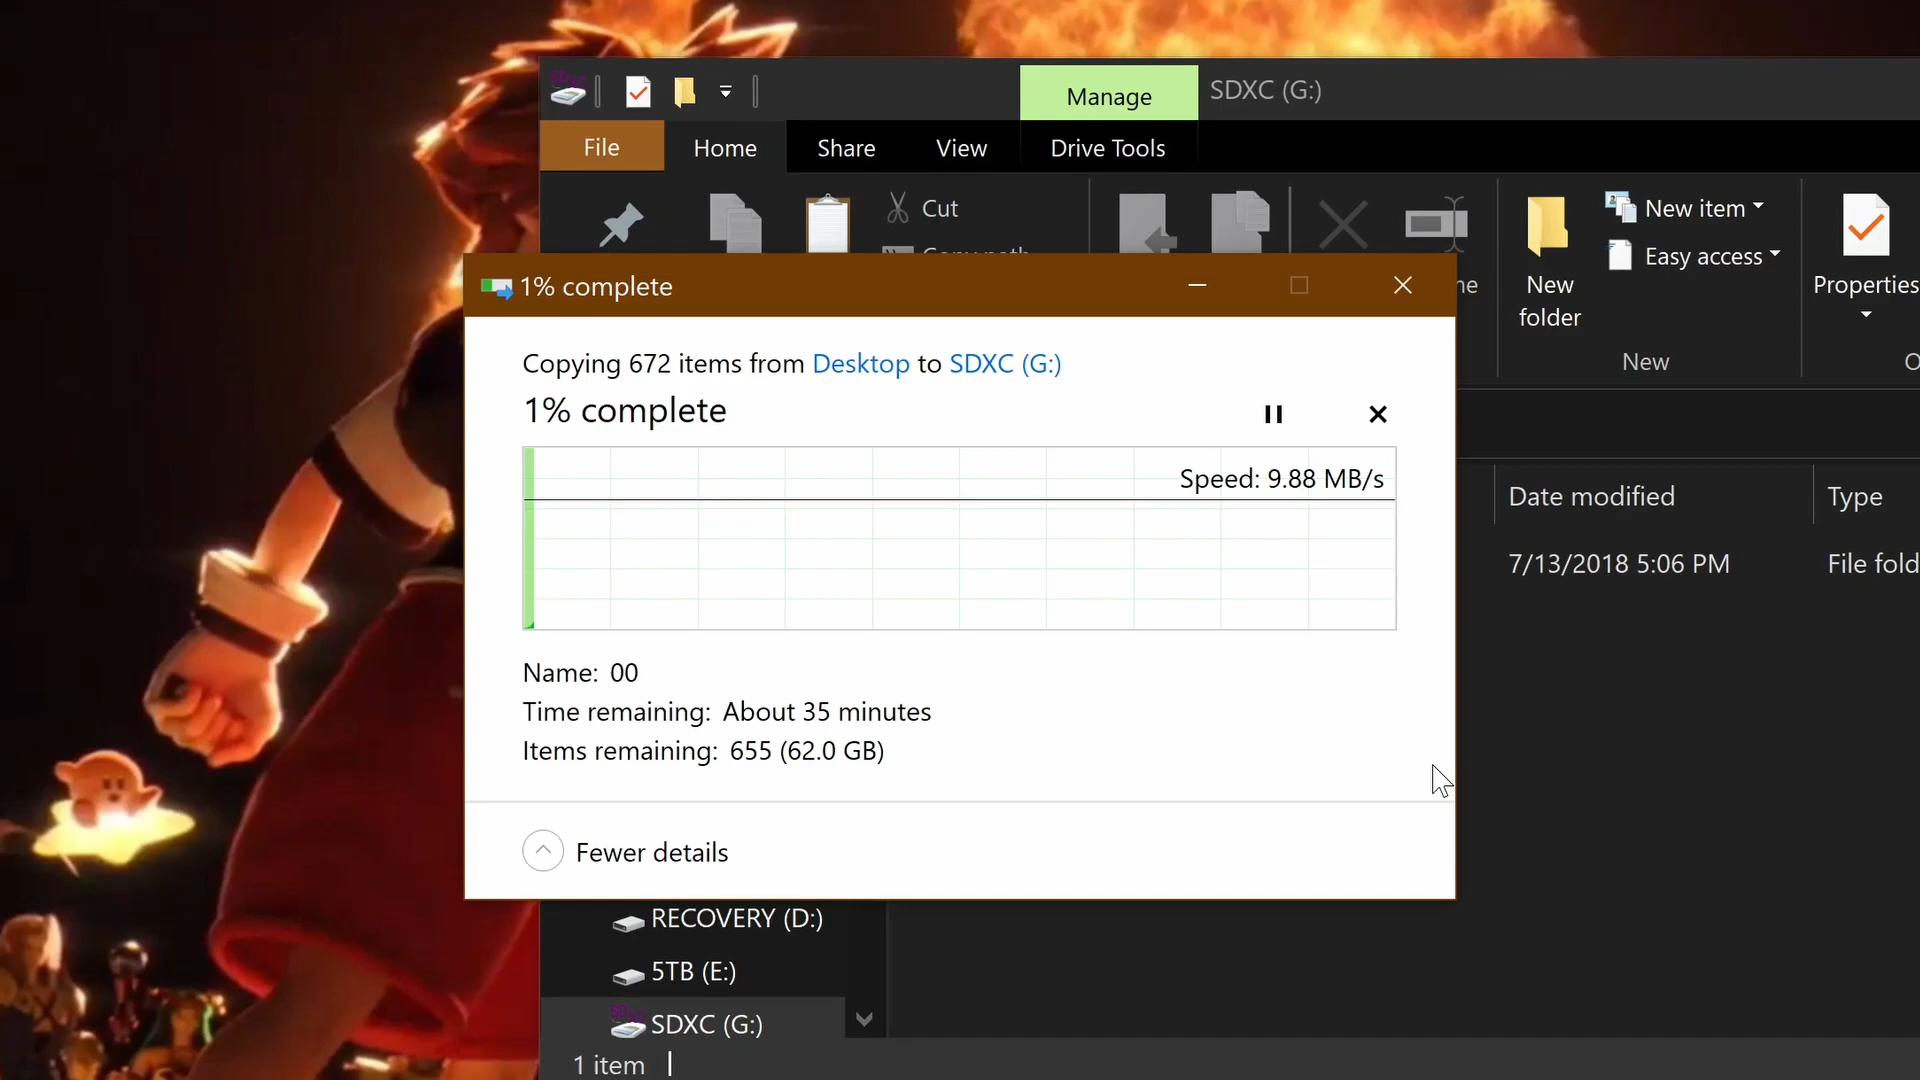 Manage
SDXC (G:)
File
Home
Share
View
Drive Tools
Cut
New item
Easy access
New
folder
Properties
New
1% complete
Copying 672 items from Desktop to SDXC (G:)
1% complete
Speed: 9.88 MB/s
Name: 00
Time remaining: About 35 minutes
Items remaining: 655 (62.0 GB)
Fewer details
Date modified
Type
7/13/2018 5:06 PM
File fold
RECOVERY (D:)
5TB (E:)
SDXC (G:)
1 item